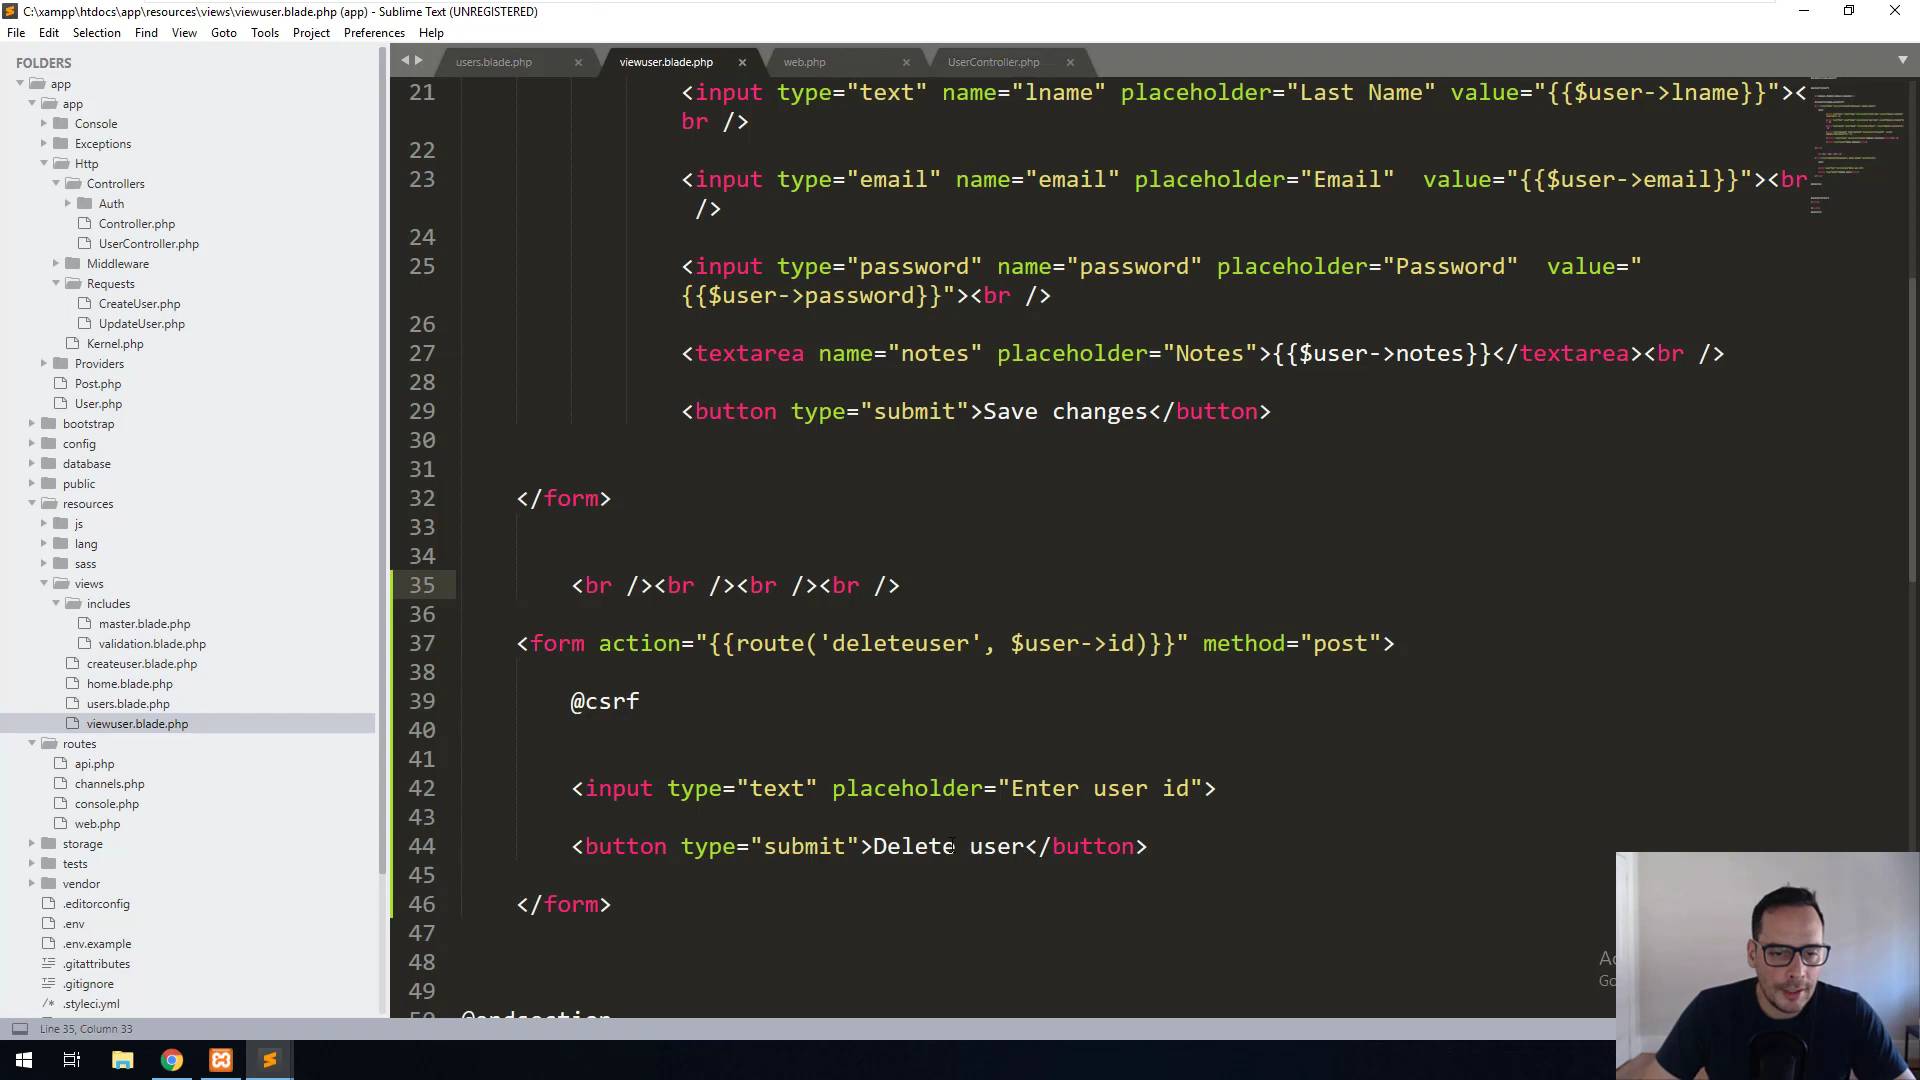 C:\xampp\htdocs\app\resources\views\viewuser.blade.php (app) - Sublime Text (UNREGISTERED)
File Edit Selection Find View Goto Tools Project Preferences Help
FOLDERS
app
app
Console
Exceptions
Http
Controllers
Auth
Controller.php
UserController.php
Middleware
Requests
CreateUser.php
UpdateUser.php
Kernel.php
Providers
Post.php
User.php
bootstrap
config
database
public
resources
js
lang
sass
views
includes
master.blade.php
validation.blade.php
createuser.blade.php
home.blade.php
users.blade.php
viewuser.blade.php
routes
api.php
channels.php
console.php
web.php
storage
tests
vendor
.editorconfig
.env
.env.example
.gitattributes
.gitignore
.styleci.yml
users.blade.php viewuser.blade.php web.php UserController.php
21 <input type="text" name="lname" placeholder="Last Name" value="{{$user->lname}}"><
br />
22
23 <input type="email" name="email" placeholder="Email"  value="{{$user->email}}"><br
/>
24
25 <input type="password" name="password" placeholder="Password"  value="
{{$user->password}}"><br />
26
27 <textarea name="notes" placeholder="Notes">{{$user->notes}}</textarea><br />
28
29 <button type="submit">Save changes</button>
30
31
32 </form>
33
34
35 <br /><br /><br /><br />
36
37 <form action="{{route('deleteuser', $user->id)}}" method="post">
38
39 @csrf
40
41
42 <input type="text" placeholder="Enter user id">
43
44 <button type="submit">Delete user</button>
45
46 </form>
47
48
49
50 @endsection
Line 35, Column 33